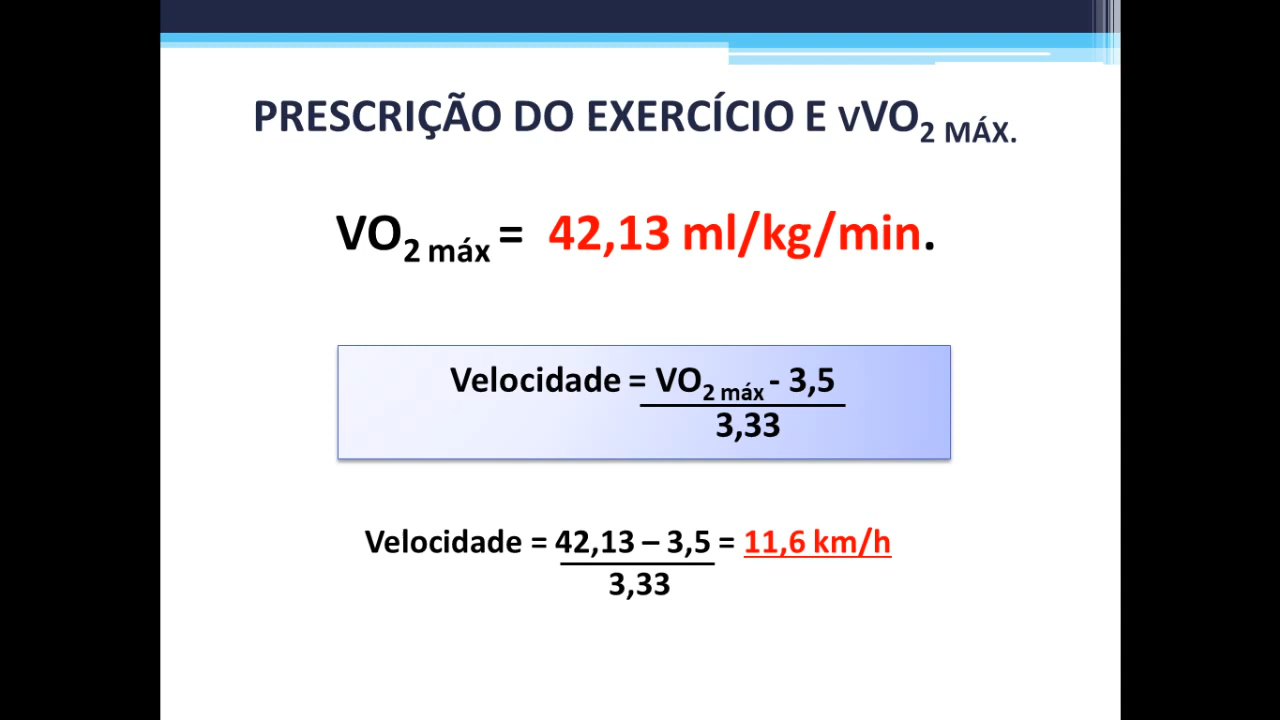 PRESCRIÇÃO DO EXERCÍCIO E vVO2 MÁX.
VO2 máx = 42,13 ml/kg/min.
Velocidade = VO2 máx - 3,5
3,33
Velocidade = 42,13 – 3,5 = 11,6 km/h
3,33